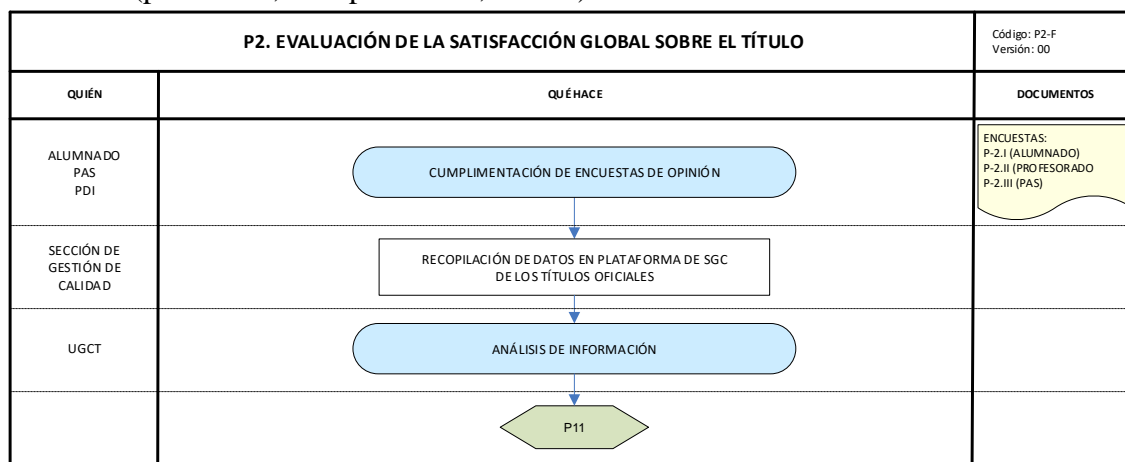 P2. EVALUACIÓN DE LA SATISFACCIÓN GLOBAL SOBRE EL TÍTULO
Código: P2-F
Versión: 00
QUIÉN
QUÉ HACE
DOCUMENTOS
ALUMNADO
PAS
PDI
CUMPLIMENTACIÓN DE ENCUESTAS DE OPINIÓN
ENCUESTAS:
P-2.I (ALUMNADO)
P-2.II (PROFESORADO
P-2.III (PAS)
SECCIÓN DE
GESTIÓN DE
CALIDAD
RECOPILACIÓN DE DATOS EN PLATAFORMA DE SGC
DE LOS TÍTULOS OFICIALES
UGCT
ANÁLISIS DE INFORMACIÓN
P11